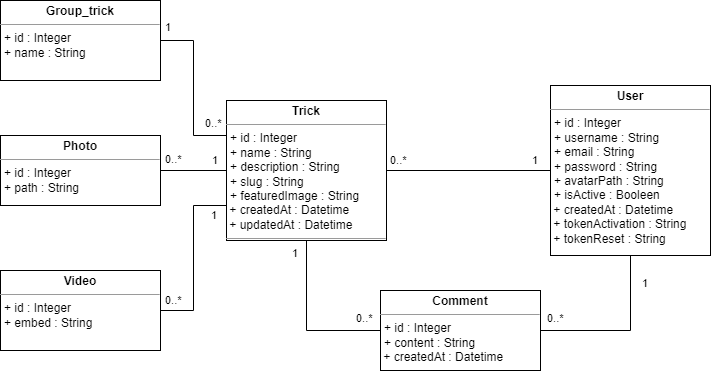 Group_trick
+ id : Integer
+ name : String
1
0..*
Photo
+ id : Integer
+ path : String
0..*
1
Video
+ id : Integer
+ embed : String
0..*
1
Trick
+ id : Integer
+ name : String
+ description : String
+ slug : String
+ featuredImage : String
+ createdAt : Datetime
+ updatedAt : Datetime
0..*
1
1
0..*
User
+ id : Integer
+ username : String
+ email : String
+ password : String
+ avatarPath : String
+ isActive : Booleen
+ createdAt : Datetime
+ tokenActivation : String
+ tokenReset : String
1
0..*
Comment
+ id : Integer
+ content : String
+ createdAt : Datetime